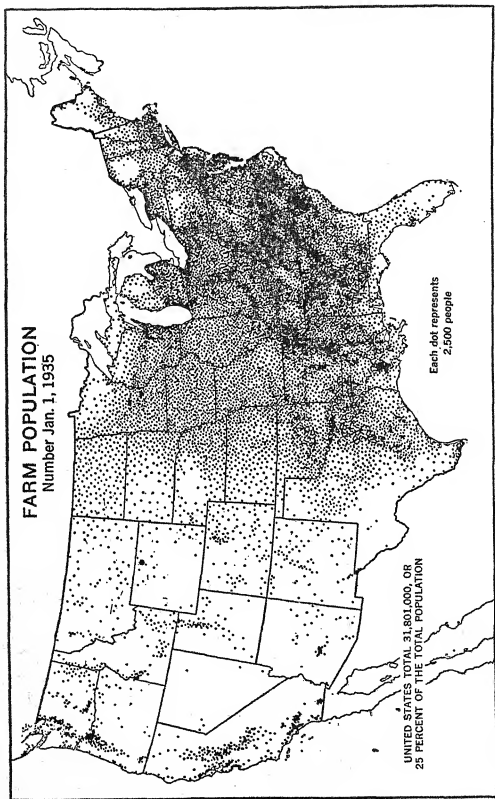 FARM POPULATION
Number Jan. 1, 1935
Each dot represents
2,500 people
UNITED STATES TOTAL 31,801,000, OR
25 PERCENT OF THE TOTAL POPULATION